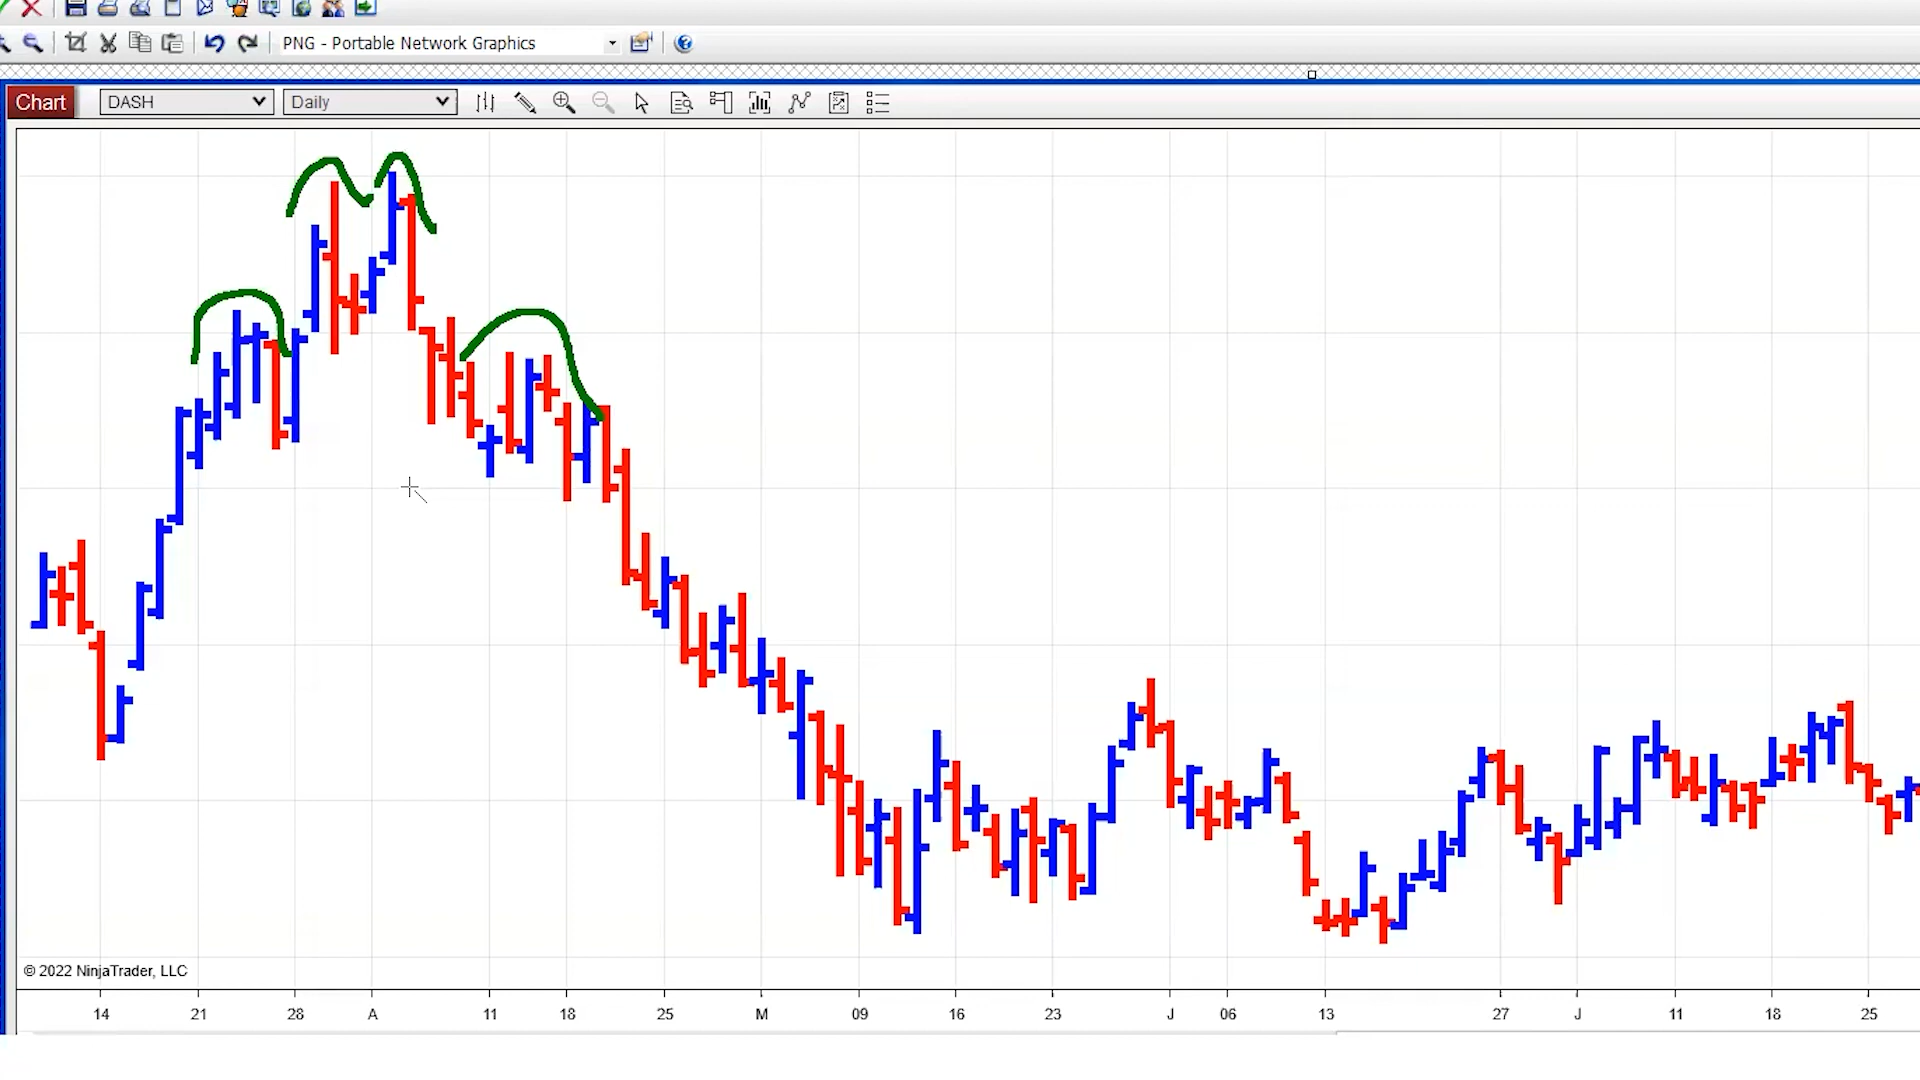 PNG - Portable Network Graphics
Chart DASH Daily
© 2022 NinjaTrader, LLC
14 21 28 A 11 18 25 M 09 16 23 J 06 13 27 J 11 18 25